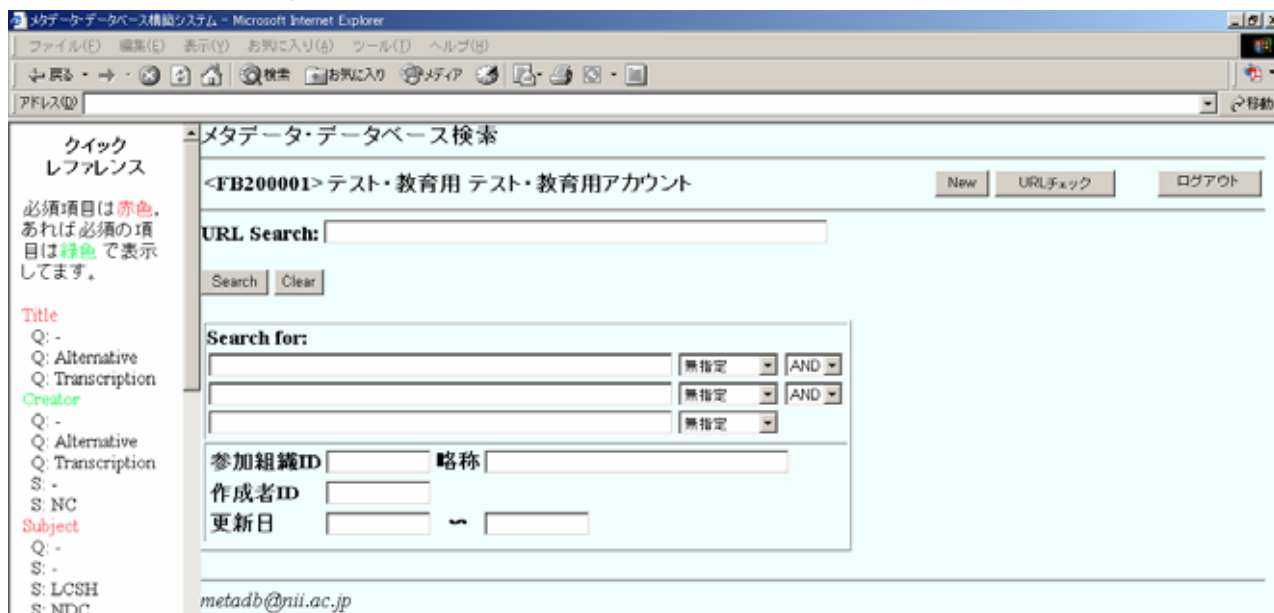 メタデータ・データベース構築システム - Microsoft Internet Explorer
ファイル(F) 編集(E) 表示(V) お気に入り(A) ツール(T) ヘルプ(H)
戻る 検索 お気に入り メディア
アドレス(D) 移動
クイック
レファレンス
必須項目は赤色,
あれば必須の項
目は緑色 で表示
してます。
Title
Q: -
Q: Alternative
Q: Transcription
Creator
Q: -
Q: Alternative
Q: Transcription
S: -
S: NC
Subject
Q: -
S: -
S: LCSH
S: NDC
メタデータ・データベース検索
<FB200001> テスト・教育用 テスト・教育用アカウント New URLチェック ログアウト
URL Search:
Search Clear
Search for:
無指定 AND
無指定 AND
無指定
参加組織ID 略称
作成者ID
更新日 ～
metadb@nii.ac.jp